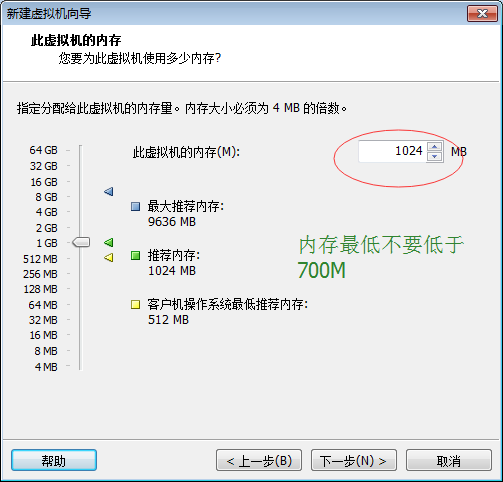 新建虚拟机向导
此虚拟机的内存
您要为此虚拟机使用多少内存?
指定分配给此虚拟机的内存量。内存大小必须为 4 MB 的倍数。
64 GB
32 GB
16 GB
8 GB
4 GB
2 GB
1 GB
512 MB
256 MB
128 MB
64 MB
32 MB
16 MB
8 MB
4 MB
此虚拟机的内存(M):
1024
MB
最大推荐内存:
9636 MB
推荐内存:
1024 MB
客户机操作系统最低推荐内存:
512 MB
内存最低不要低于
700M
帮助
< 上一步(B)
下一步(N) >
取消